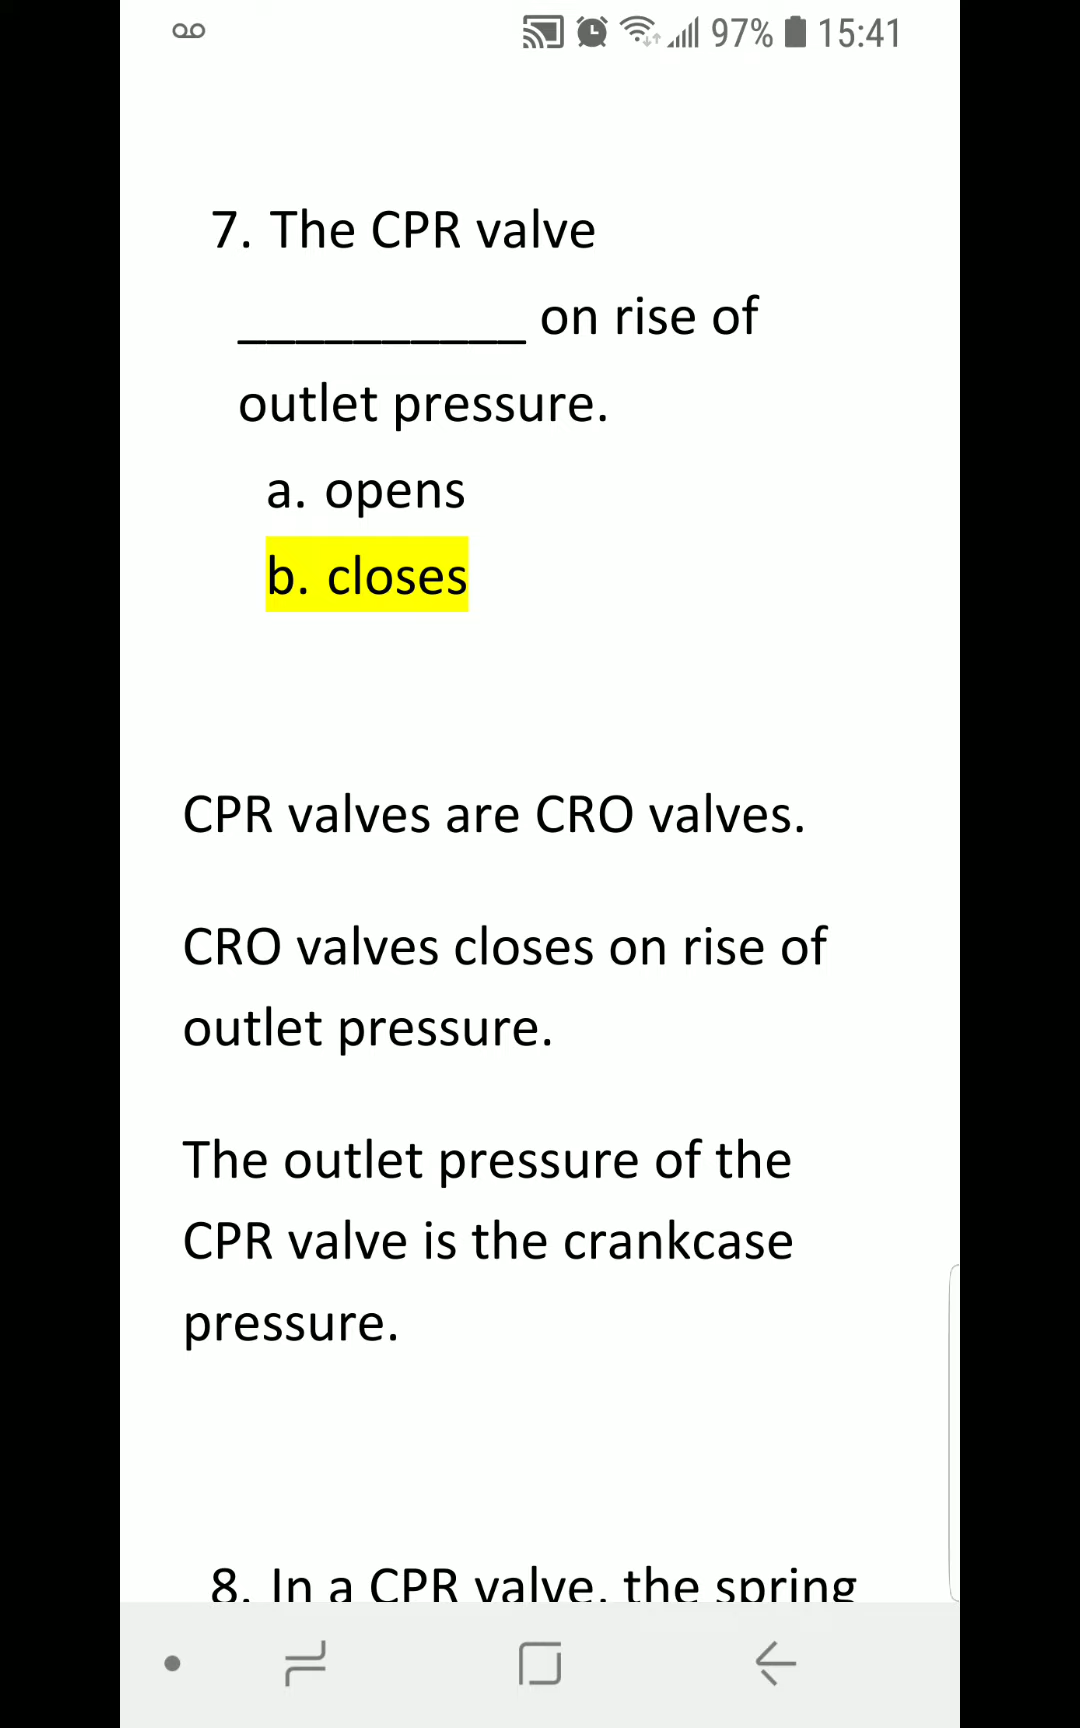 97% 15:41
7. The CPR valve
__________ on rise of
outlet pressure.
a. opens
b. closes
CPR valves are CRO valves.
CRO valves closes on rise of
outlet pressure.
The outlet pressure of the
CPR valve is the crankcase
pressure.
8. In a CPR valve, the spring